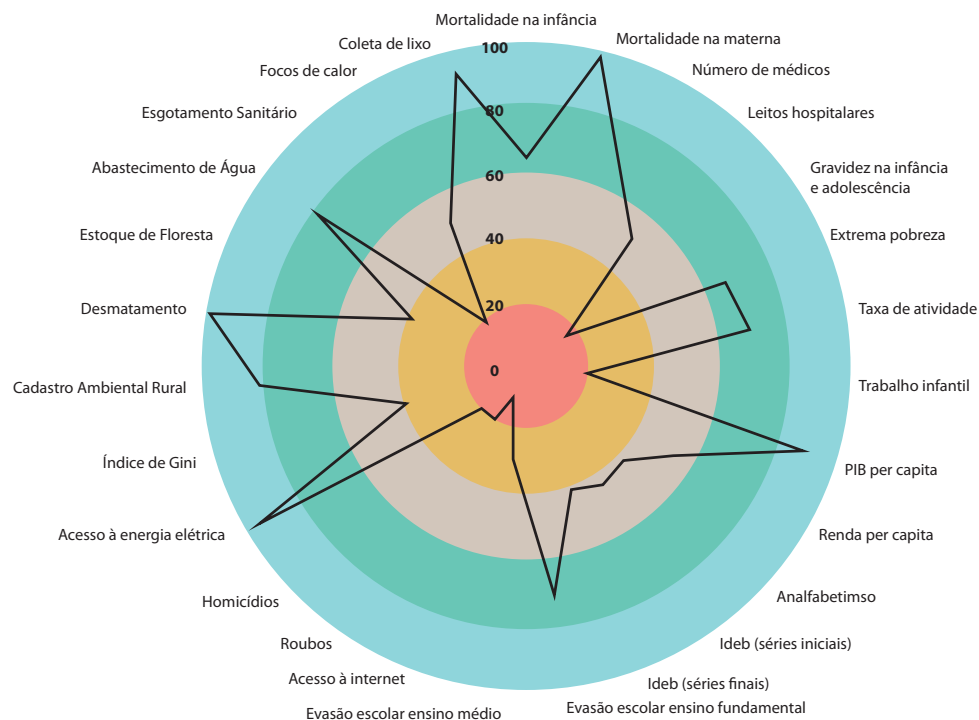 Mortalidade na infância
Mortalidade na materna
Número de médicos
Leitos hospitalares
Gravidez na infância
e adolescência
Extrema pobreza
Taxa de atividade
Trabalho infantil
PIB per capita
Renda per capita
Analfabetimso
Ideb (séries iniciais)
Ideb (séries finais)
Evasão escolar ensino fundamental
Evasão escolar ensino médio
Acesso à internet
Roubos
Homicídios
Acesso à energia elétrica
Índice de Gini
Cadastro Ambiental Rural
Desmatamento
Estoque de Floresta
Abastecimento de Água
Esgotamento Sanitário
Focos de calor
Coleta de lixo
100
80
60
40
20
0